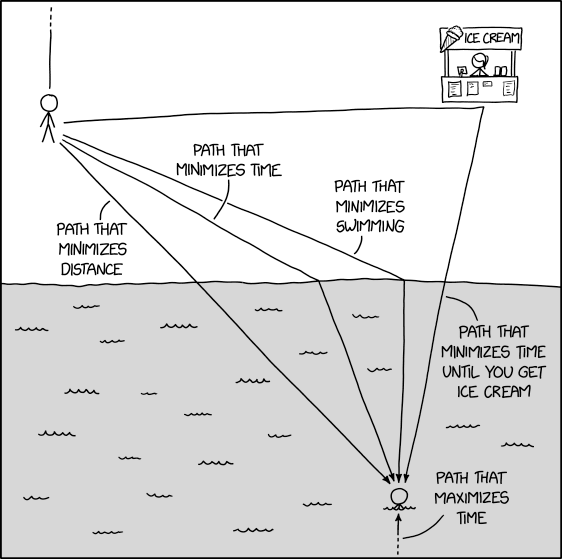 ICE CREAM
PATH THAT
MINIMIZES TIME
PATH THAT
MINIMIZES
SWIMMING
PATH THAT
MINIMIZES
DISTANCE
PATH THAT
MINIMIZES TIME
UNTIL YOU GET
ICE CREAM
PATH THAT
MAXIMIZES
TIME